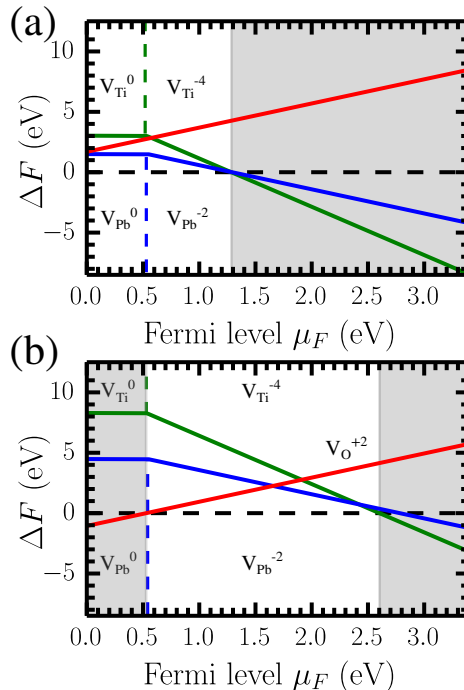 (a)
10
5
0
−5
ΔF (eV)
V_Ti^0
V_Ti^-4
V_Pb^0
V_Pb^-2
0.0 0.5 1.0 1.5 2.0 2.5 3.0
Fermi level μ_F (eV)
(b)
10
5
0
−5
ΔF (eV)
V_Ti^0
V_Ti^-4
V_O^+2
V_Pb^0
V_Pb^-2
0.0 0.5 1.0 1.5 2.0 2.5 3.0
Fermi level μ_F (eV)